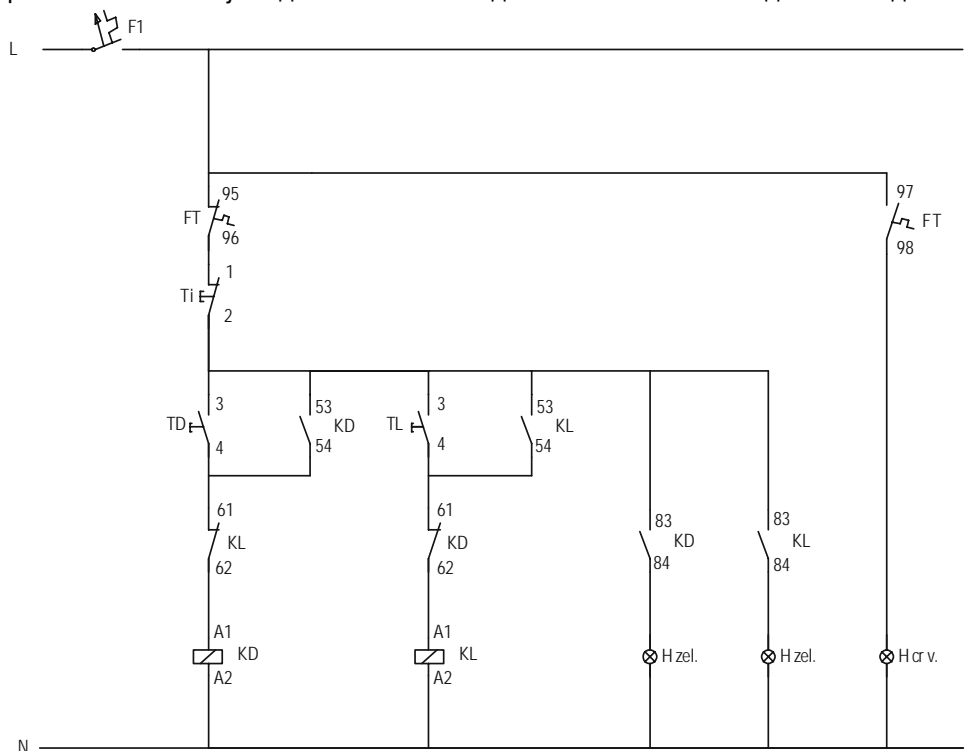 F1
L
95
FT
96
97
FT
98
1
Ti
2
3
TD
4
53
KD
54
3
TL
4
53
KL
54
61
KL
62
61
KD
62
83
KD
84
83
KL
84
A1
KD
A2
A1
KL
A2
H zel.
H zel.
H crv.
N